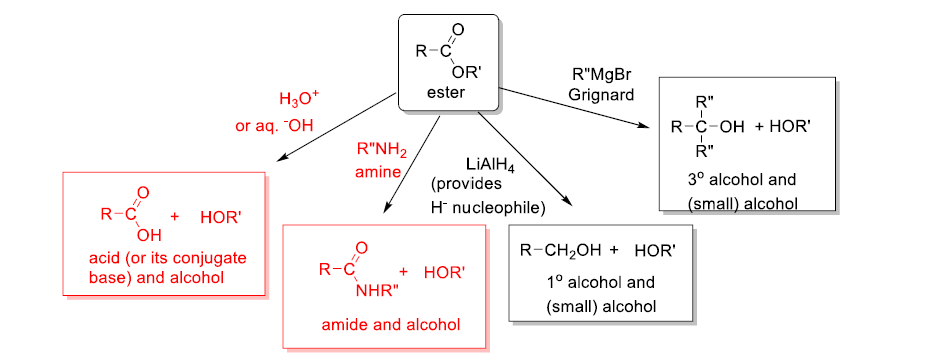 O
R-C
OR'
ester
H3O+
or aq. -OH
R"NH2
amine
LiAlH4
(provides
H- nucleophile)
R"MgBr
Grignard
O
R-C + HOR'
OH
acid (or its conjugate
base) and alcohol
O
R-C + HOR'
NHR"
amide and alcohol
R-CH2OH + HOR'
1o alcohol and
(small) alcohol
R"
R-C-OH + HOR'
R"
3o alcohol and
(small) alcohol